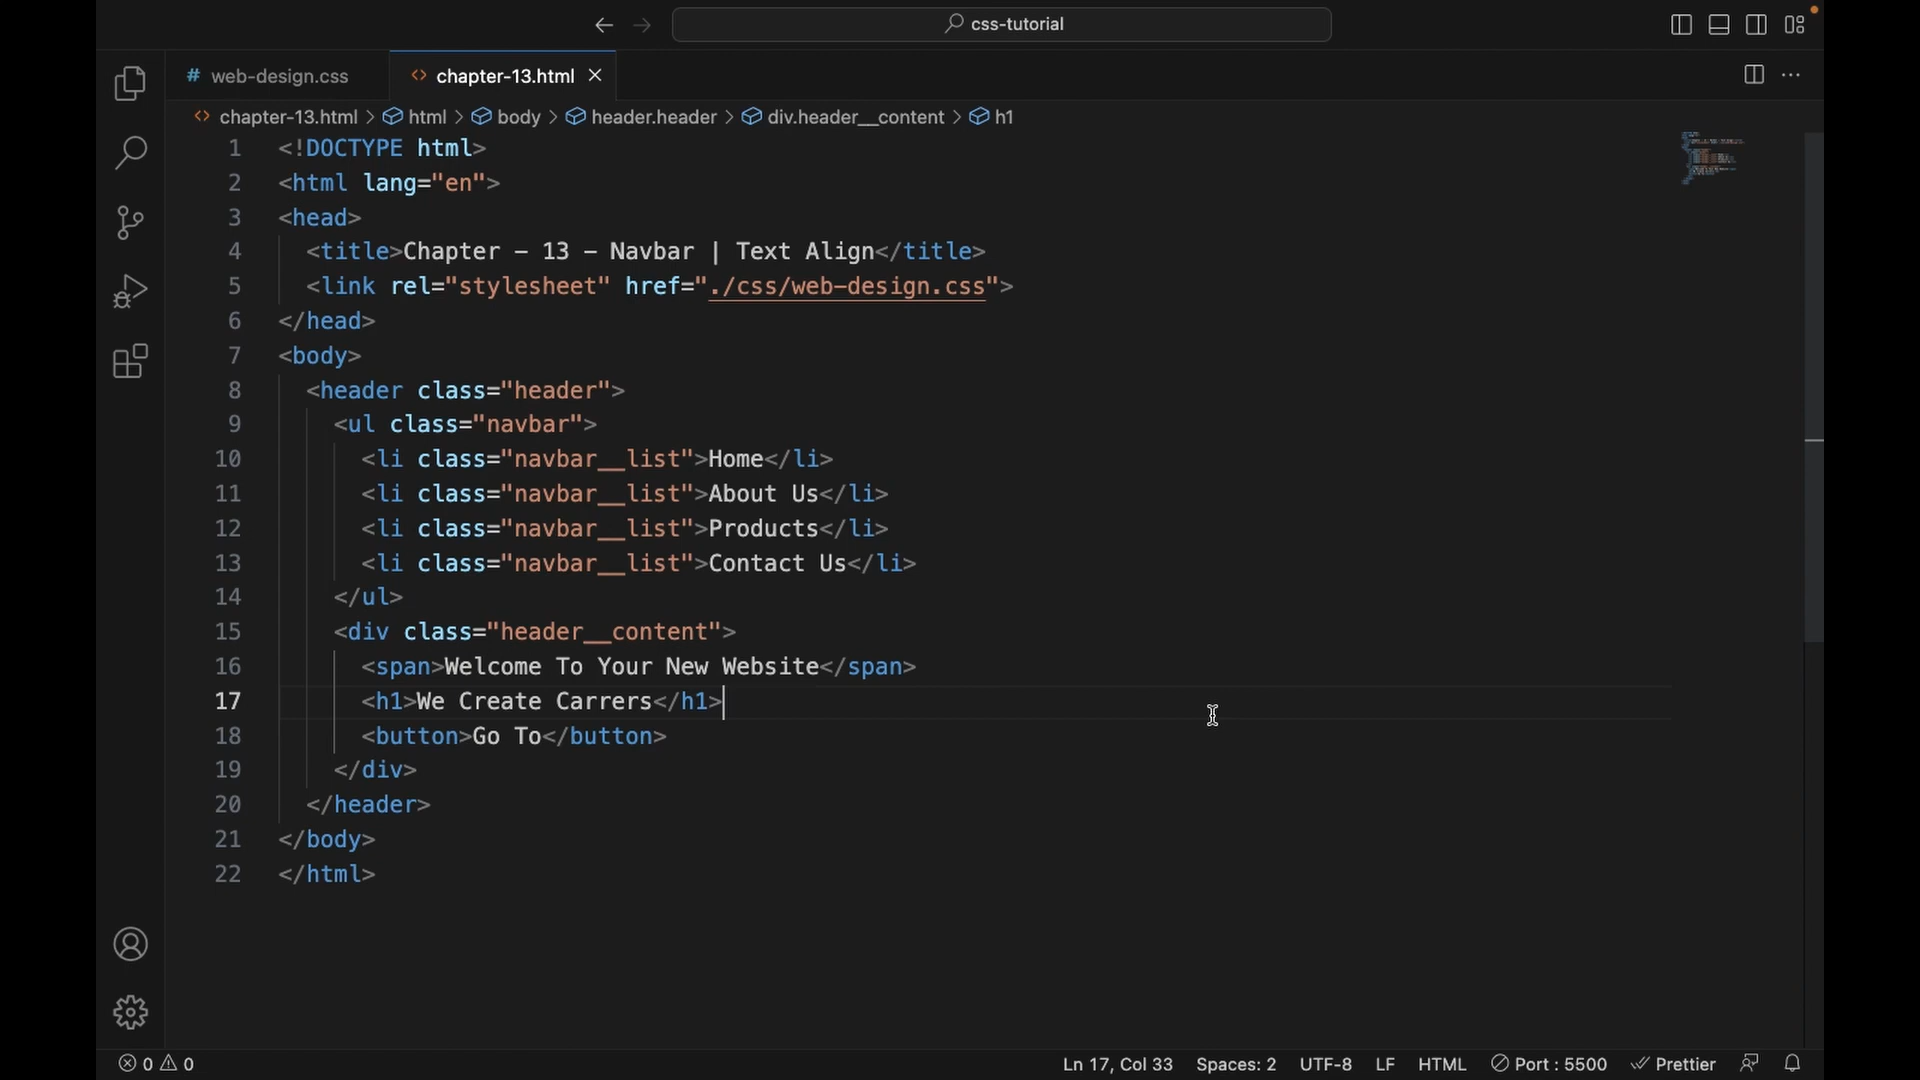 css-tutorial
# web-design.css
<> chapter-13.html
<> chapter-13.html > html > body > header.header > div.header__content > h1
1 <!DOCTYPE html>
2 <html lang="en">
3 <head>
4 <title>Chapter - 13 - Navbar | Text Align</title>
5 <link rel="stylesheet" href="./css/web-design.css">
6 </head>
7 <body>
8 <header class="header">
9 <ul class="navbar">
10 <li class="navbar__list">Home</li>
11 <li class="navbar__list">About Us</li>
12 <li class="navbar__list">Products</li>
13 <li class="navbar__list">Contact Us</li>
14 </ul>
15 <div class="header__content">
16 <span>Welcome To Your New Website</span>
17 <h1>We Create Carrers</h1>
18 <button>Go To</button>
19 </div>
20 </header>
21 </body>
22 </html>
0 0 Ln 17, Col 33 Spaces: 2 UTF-8 LF HTML Port : 5500 Prettier